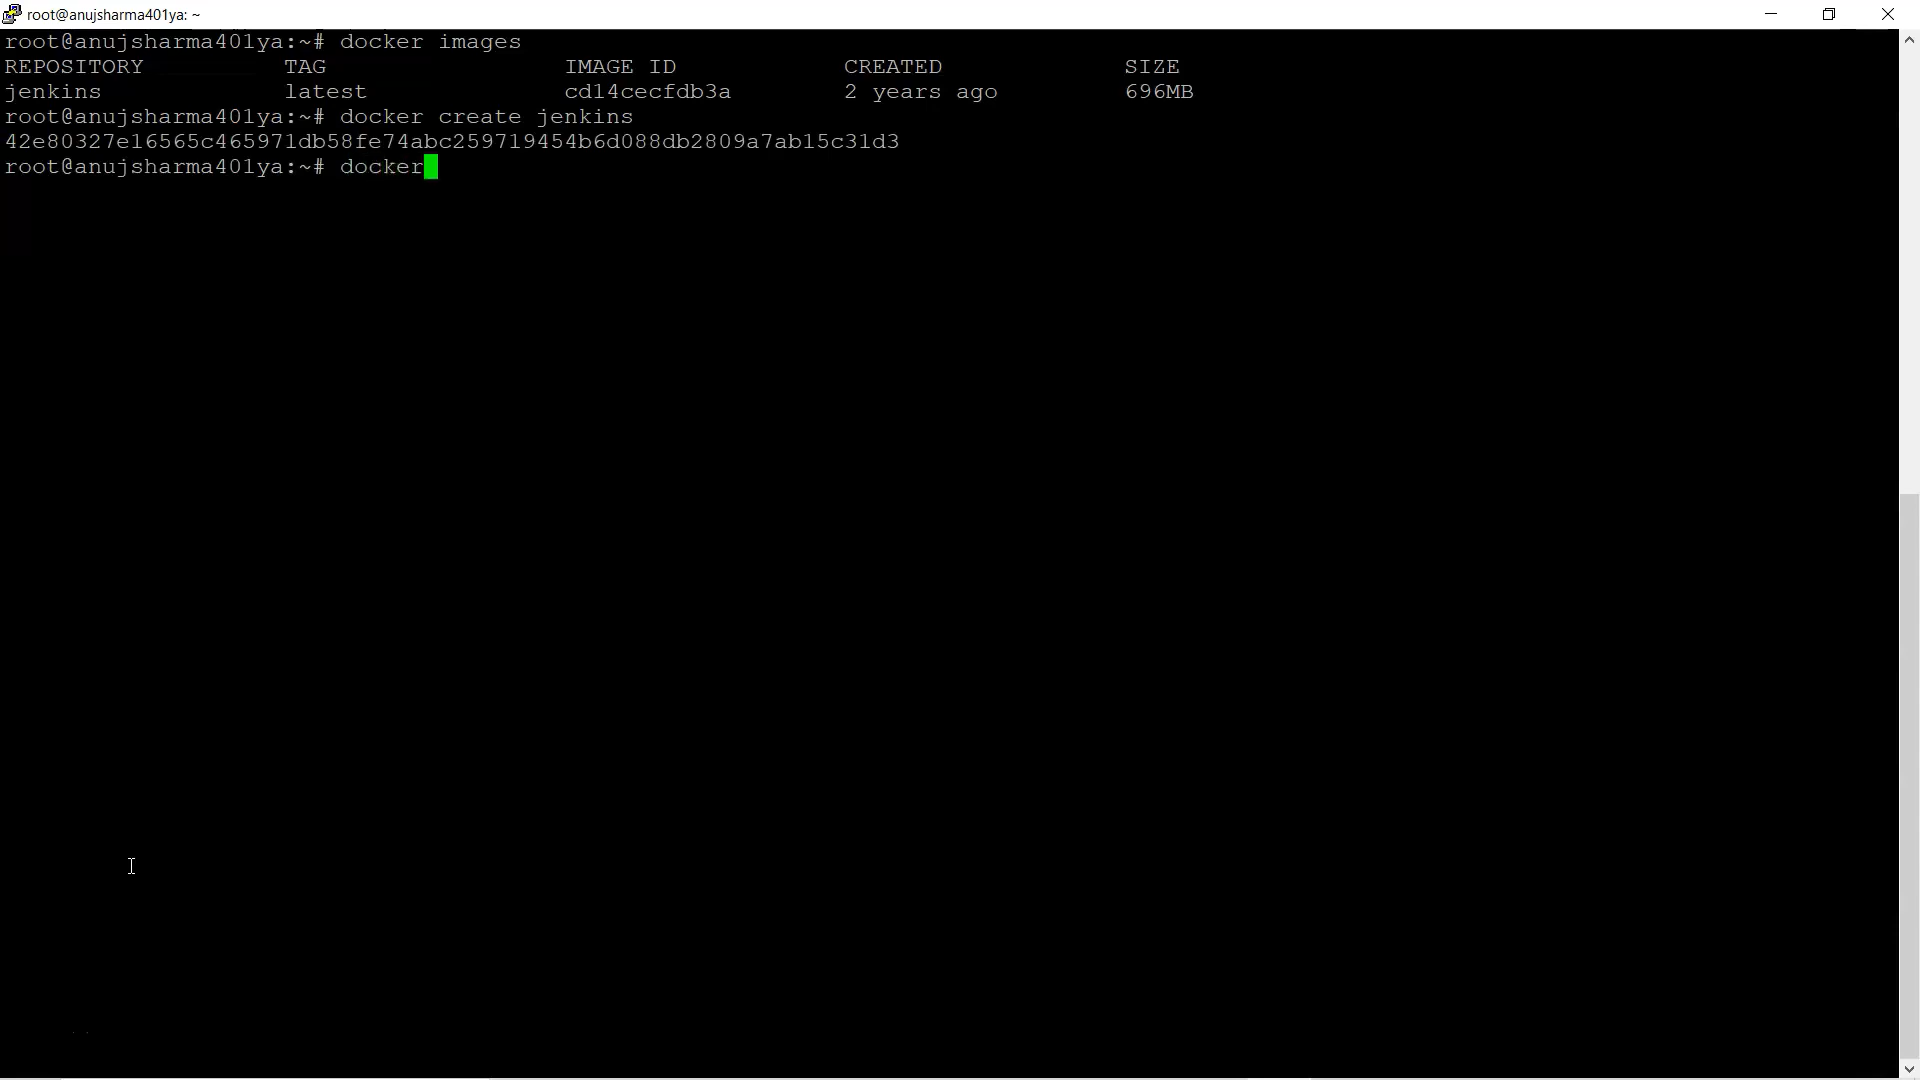 root@anujsharma401ya: ~
root@anujsharma401ya:~# docker images
REPOSITORY TAG IMAGE ID CREATED SIZE
jenkins latest cd14cecfdb3a 2 years ago 696MB
root@anujsharma401ya:~# docker create jenkins
42e80327e16565c465971db58fe74abc259719454b6d088db2809a7ab15c31d3
root@anujsharma401ya:~# docker